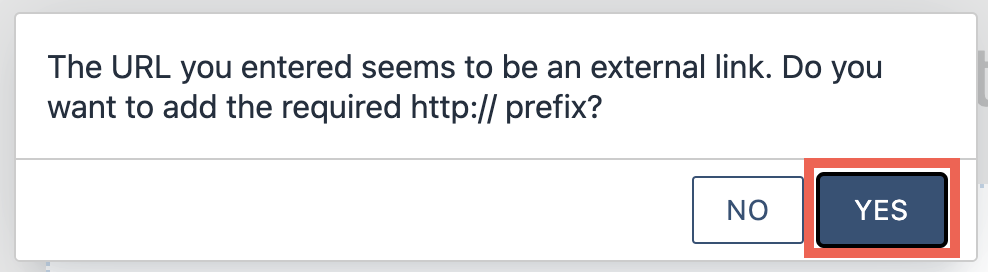 The URL you entered seems to be an external link. Do you
want to add the required http:// prefix?
NO
YES